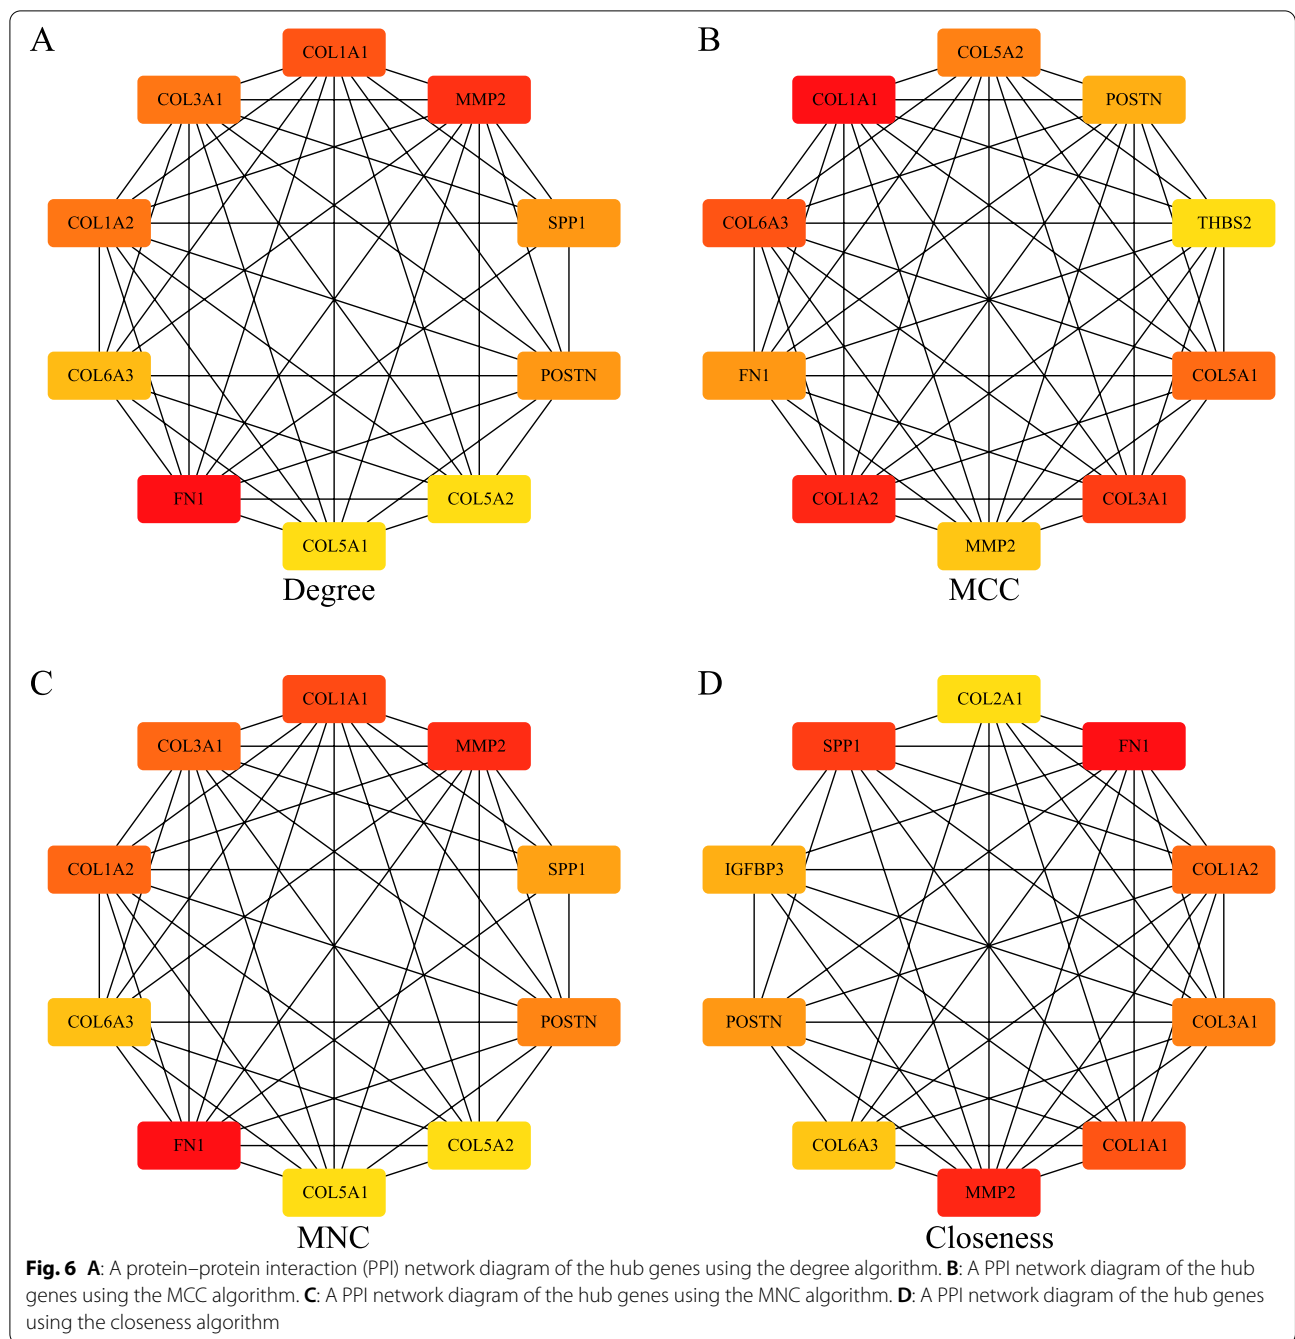 A
COL1A1
COL3A1
MMP2
COL1A2
SPP1
COL6A3
POSTN
FN1
COL5A2
COL5A1
Degree
B
COL5A2
COL1A1
POSTN
COL6A3
THBS2
FN1
COL5A1
COL1A2
COL3A1
MMP2
MCC
C
COL1A1
COL3A1
MMP2
COL1A2
SPP1
COL6A3
POSTN
FN1
COL5A2
COL5A1
MNC
D
COL2A1
SPP1
FN1
IGFBP3
COL1A2
POSTN
COL3A1
COL6A3
COL1A1
MMP2
Closeness
Fig. 6 A: A protein–protein interaction (PPI) network diagram of the hub genes using the degree algorithm. B: A PPI network diagram of the hub
genes using the MCC algorithm. C: A PPI network diagram of the hub genes using the MNC algorithm. D: A PPI network diagram of the hub genes
using the closeness algorithm